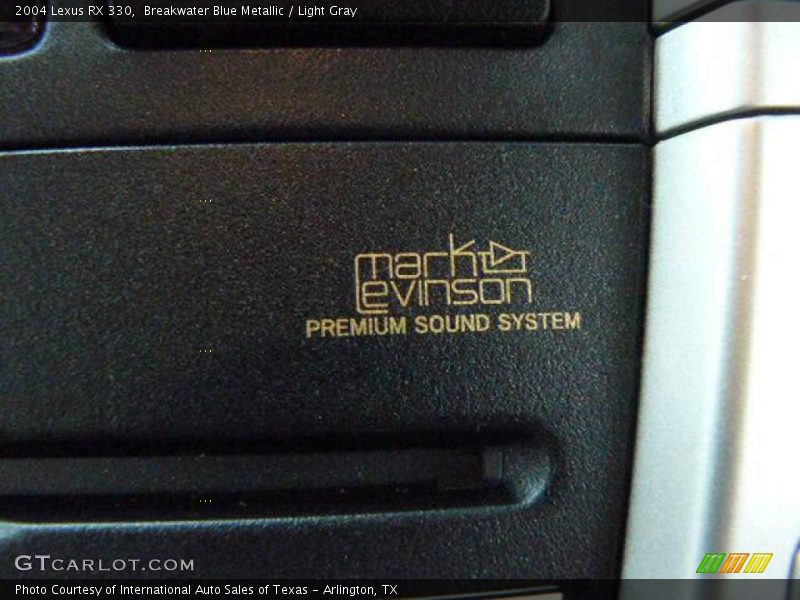 2004 Lexus RX 330, Breakwater Blue Metallic / Light Gray
mark
Levinson
PREMIUM SOUND SYSTEM
GTCARLOT.COM
Photo Courtesy of International Auto Sales of Texas - Arlington, TX